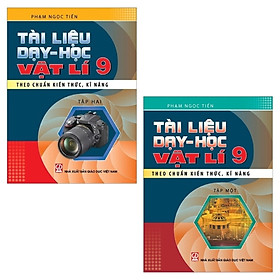 PHẠM NGỌC TIẾN
TÀI LIỆU
DẠY-HỌC
VẬT LÍ 9
THEO CHUẨN KIẾN THỨC, KĨ NĂNG
TẬP HAI
NHÀ XUẤT BẢN GIÁO DỤC VIỆT NAM
PHẠM NGỌC TIẾN
TÀI LIỆU
DẠY-HỌC
VẬT LÍ 9
THEO CHUẨN KIẾN THỨC, KĨ NĂNG
TẬP MỘT
NHÀ XUẤT BẢN GIÁO DỤC VIỆT NAM